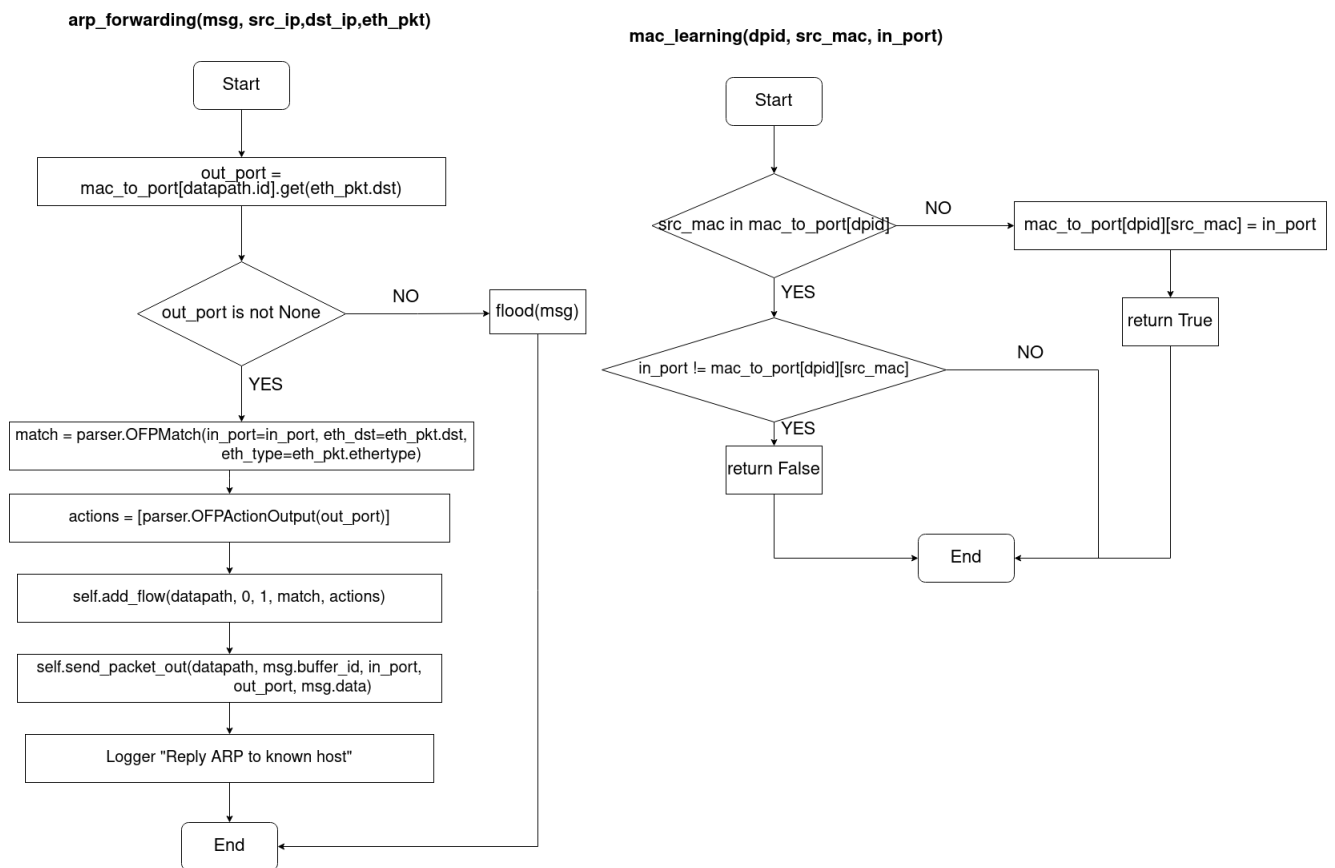 arp_forwarding(msg, src_ip,dst_ip,eth_pkt)
Start
out_port =
mac_to_port[datapath.id].get(eth_pkt.dst)
out_port is not None
NO
flood(msg)
YES
match = parser.OFPMatch(in_port=in_port, eth_dst=eth_pkt.dst,
eth_type=eth_pkt.ethertype)
actions = [parser.OFPActionOutput(out_port)]
self.add_flow(datapath, 0, 1, match, actions)
self.send_packet_out(datapath, msg.buffer_id, in_port,
out_port, msg.data)
Logger "Reply ARP to known host"
End
mac_learning(dpid, src_mac, in_port)
Start
src_mac in mac_to_port[dpid]
NO
mac_to_port[dpid][src_mac] = in_port
return True
YES
in_port != mac_to_port[dpid][src_mac]
NO
YES
return False
End